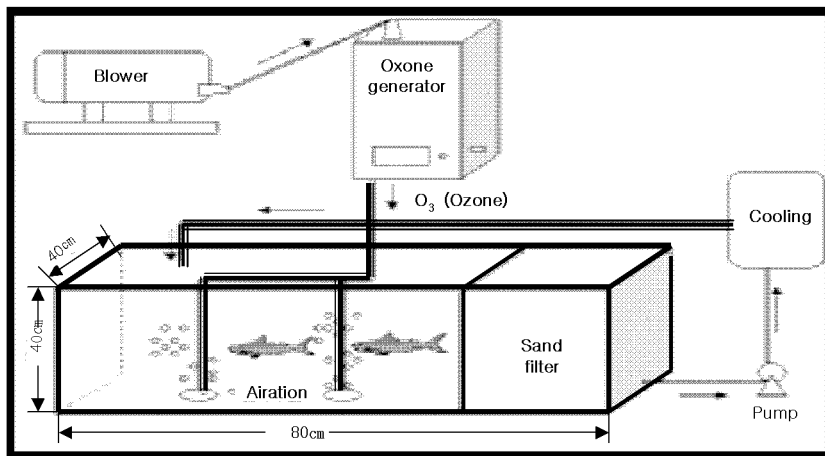 Blower
Oxone
generator
O₃ (Ozone)
Cooling
40cm
40cm
Airation
Sand
filter
Pump
80cm